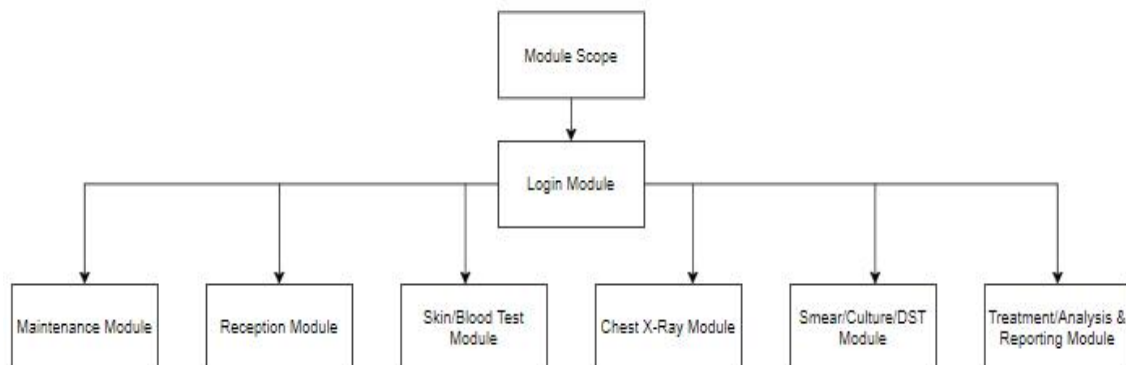 Module Scope
Login Module
Maintenance Module
Reception Module
Skin/Blood Test
Module
Chest X-Ray Module
Smear/Culture/DST
Module
Treatment/Analysis &
Reporting Module